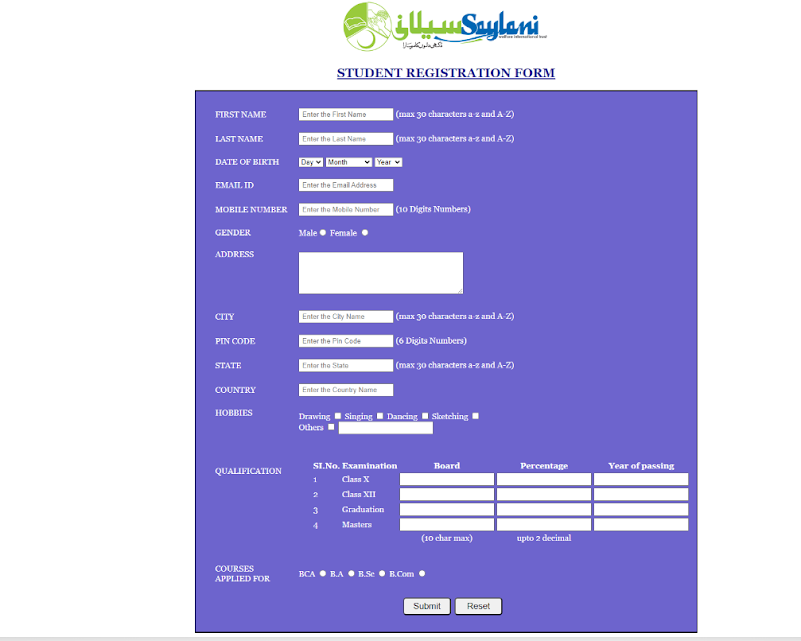 سیلانی Saylani
STUDENT REGISTRATION FORM
FIRST NAME Enter the First Name (max 30 characters a-z and A-Z)
LAST NAME Enter the Last Name (max 30 characters a-z and A-Z)
DATE OF BIRTH Day Month Year
EMAIL ID Enter the Email Address
MOBILE NUMBER Enter the Mobile Number (10 Digits Numbers)
GENDER Male Female
ADDRESS
CITY Enter the City Name (max 30 characters a-z and A-Z)
PIN CODE Enter the Pin Code (6 Digits Numbers)
STATE Enter the State (max 30 characters a-z and A-Z)
COUNTRY Enter the Country Name
HOBBIES Drawing Singing Dancing Sketching
Others
QUALIFICATION
SI.No. Examination Board Percentage Year of passing
1 Class X
2 Class XII
3 Graduation
4 Masters
(10 char max) upto 2 decimal
COURSES
APPLIED FOR
BCA B.A B.Sc B.Com
Submit Reset